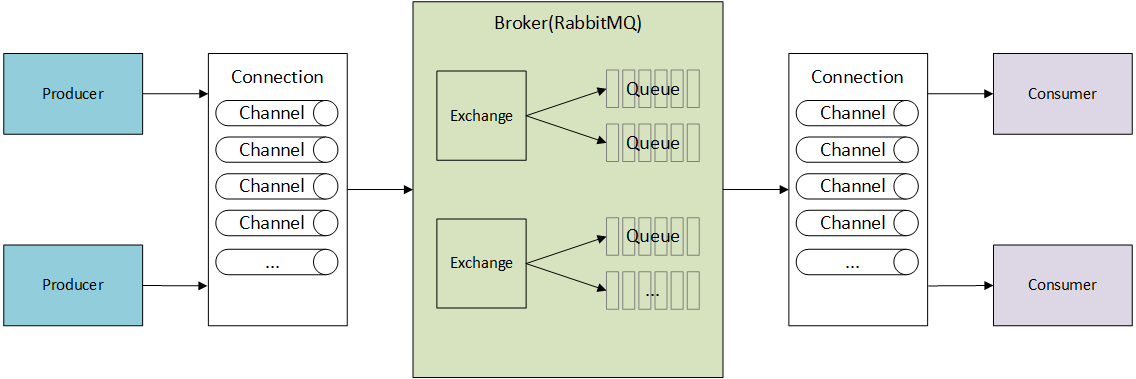 Broker(RabbitMQ)
Producer
Producer
Connection
Channel
Channel
Channel
Channel
...
Exchange
Queue
Queue
Exchange
Queue
...
Connection
Channel
Channel
Channel
Channel
...
Consumer
Consumer